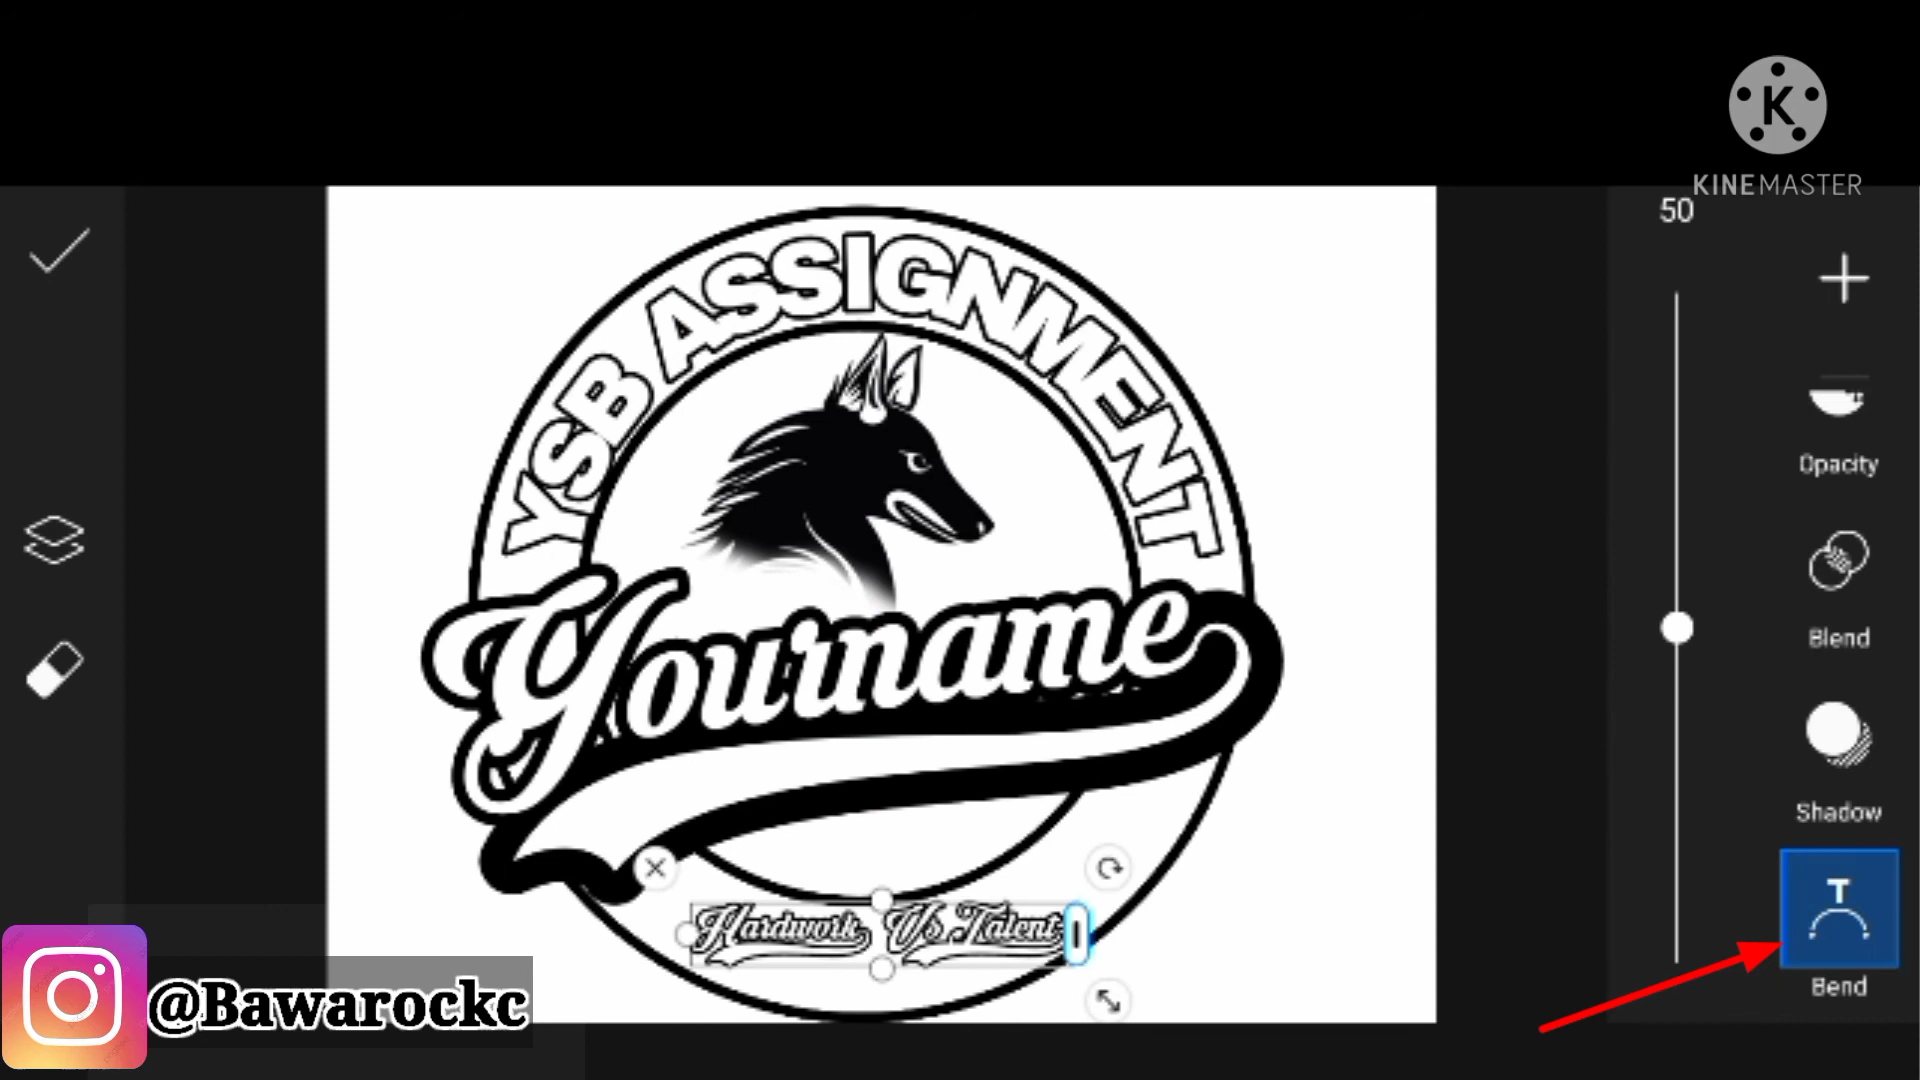 K
KINEMASTER
50
YSB ASSIGNMENT
Opacity
Blend
Yourname
Shadow
Hardwork Vs Talent
T
Bend
@Bawarockc